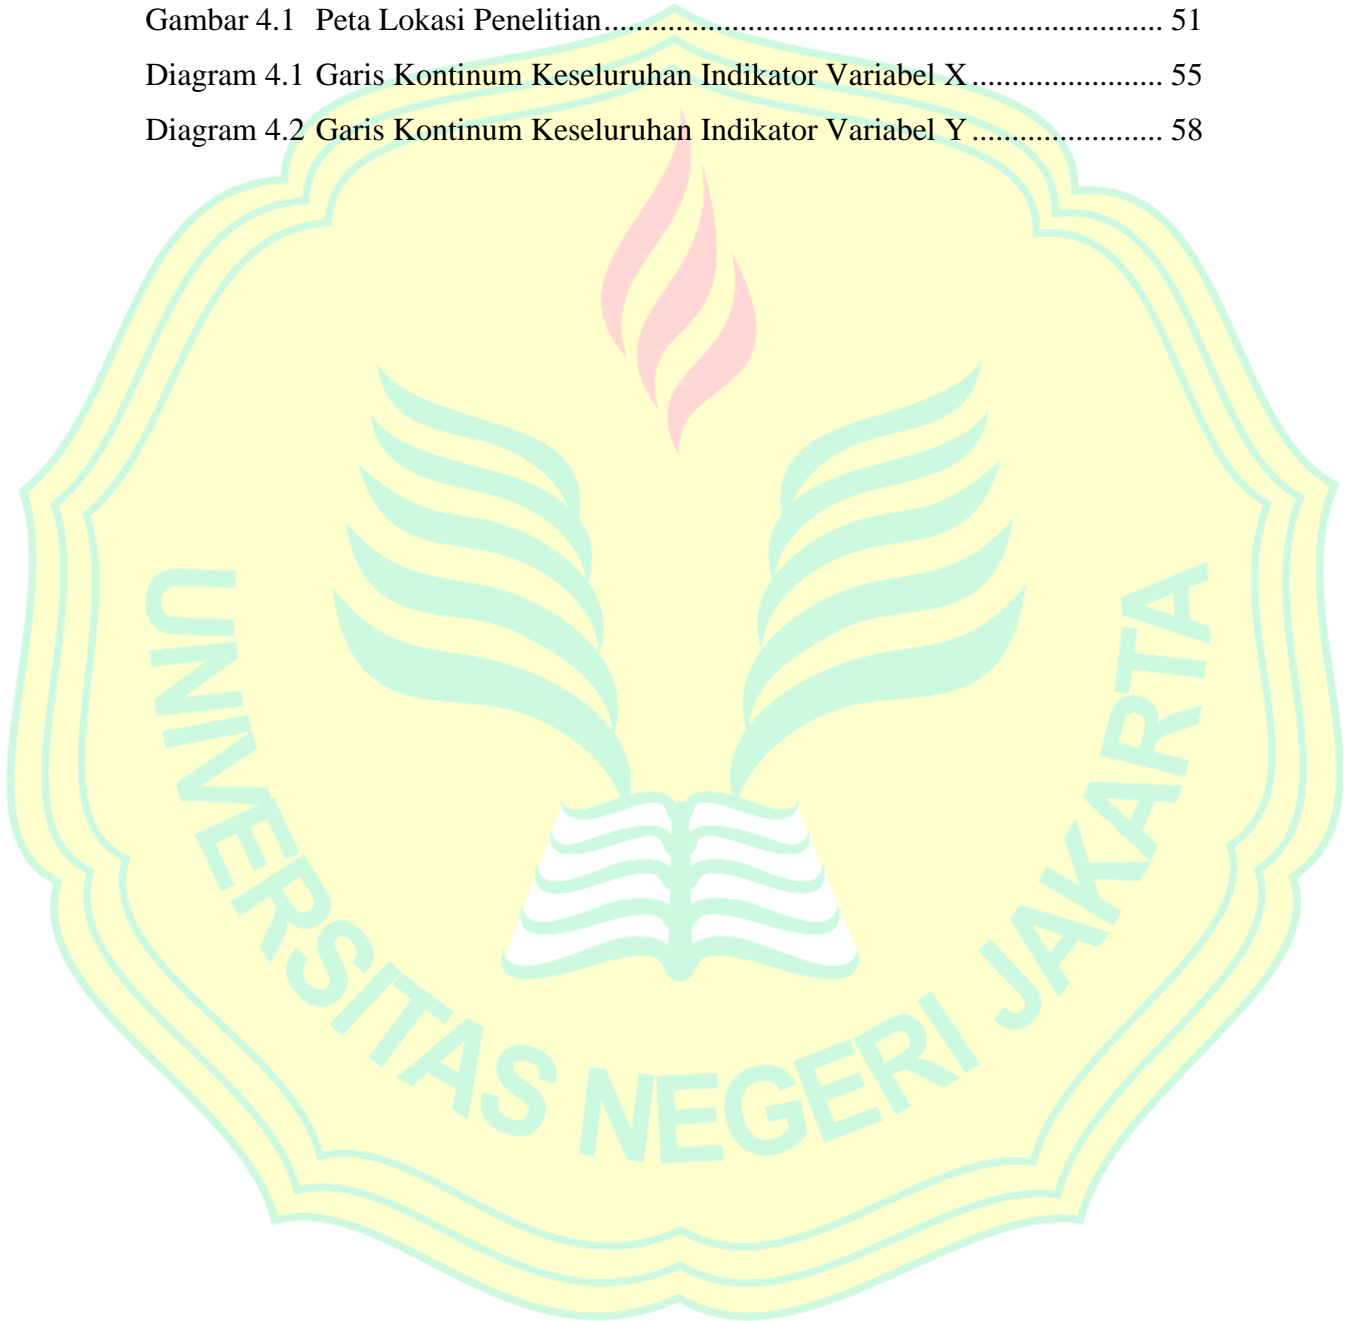 Gambar 4.1 Peta Lokasi Penelitian.................................................................... 51
Diagram 4.1 Garis Kontinum Keseluruhan Indikator Variabel X....................... 55
Diagram 4.2 Garis Kontinum Keseluruhan Indikator Variabel Y....................... 58
UNIVERSITAS NEGERI JAKARTA